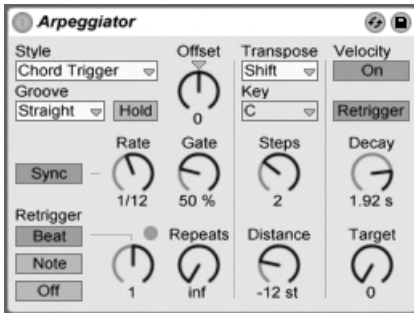 Arpeggiator
Style
Chord Trigger
Groove
Straight
Hold
Offset
0
Transpose
Shift
Key
C
Velocity
On
Retrigger
Sync
Rate
1/12
Gate
50 %
Steps
2
Decay
1.92 s
Retrigger
Beat
Note
Off
1
Repeats
inf
Distance
-12 st
Target
0